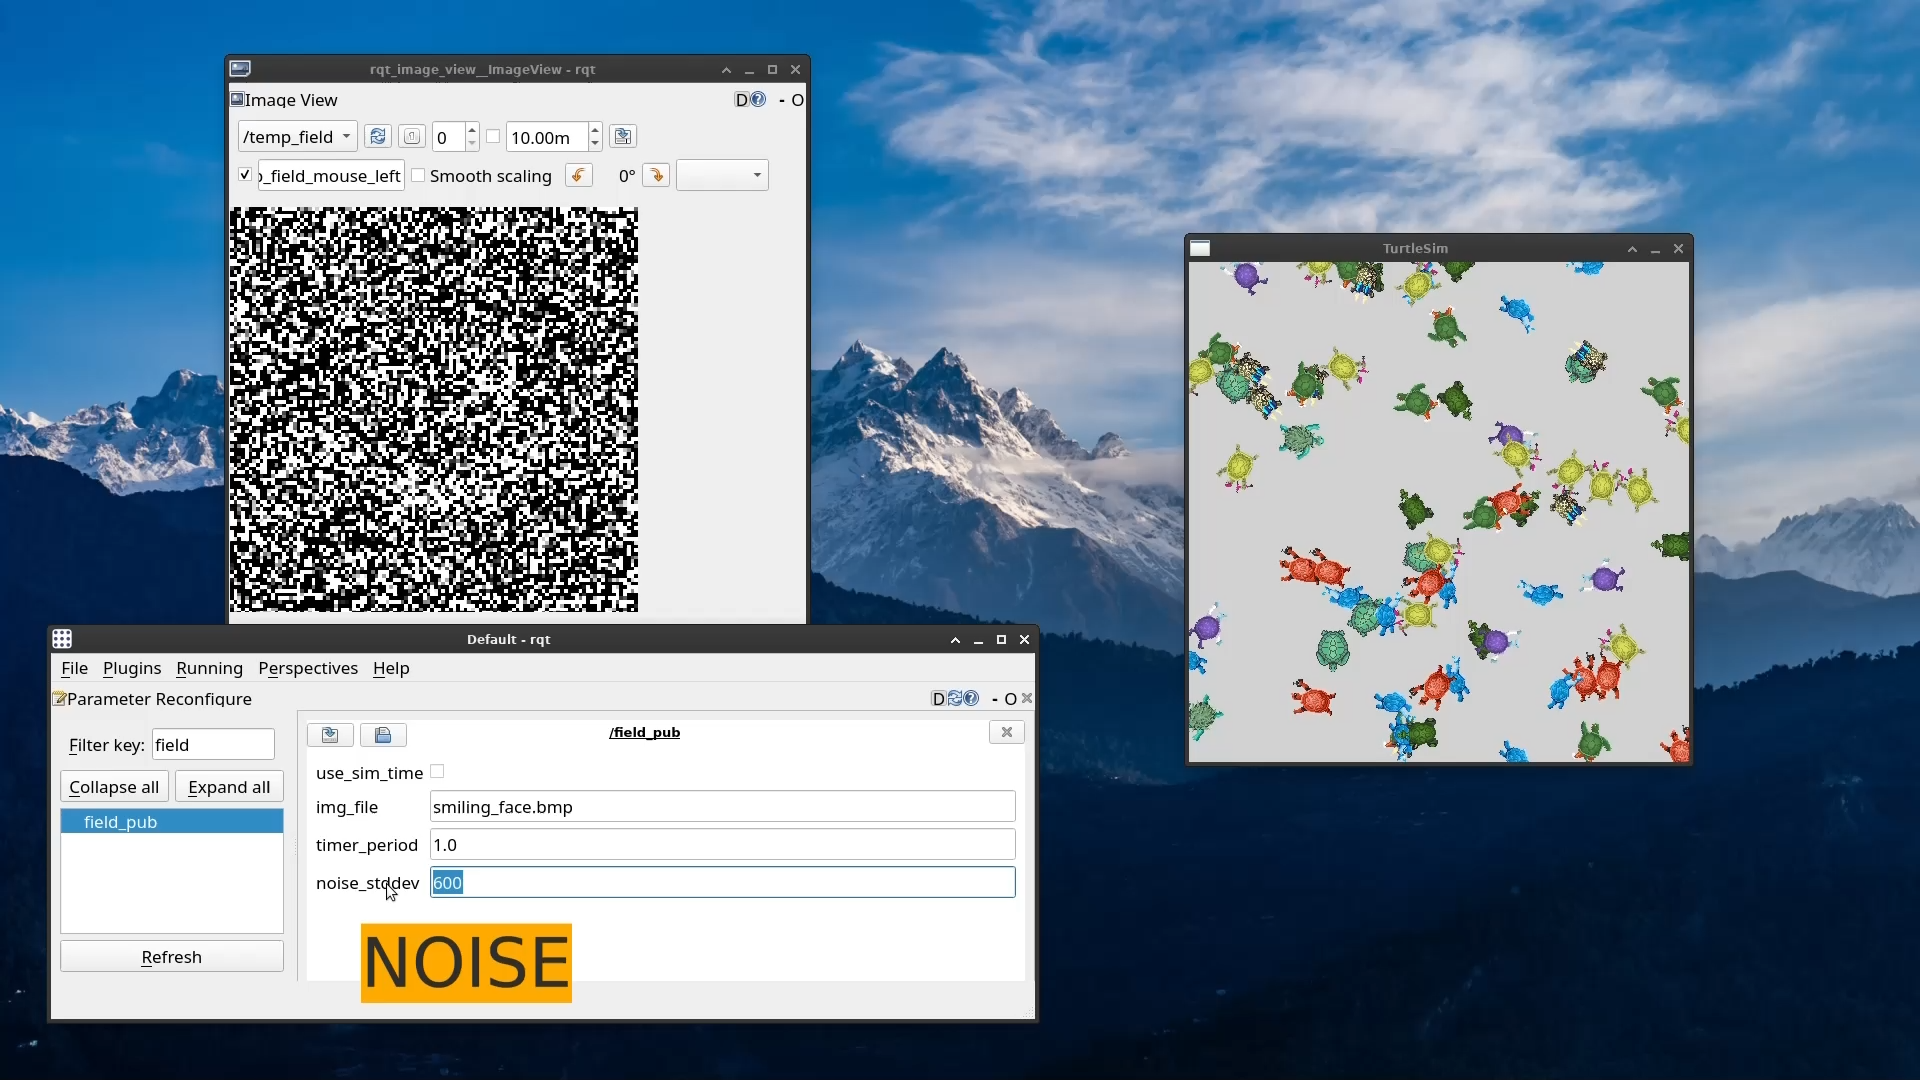 rqt_image_view__ImageView - rqt
Image View
D - O
/temp_field 0 10.00m
_field_mouse_left Smooth scaling 0°
TurtleSim
Default - rqt
File Plugins Running Perspectives Help
Parameter Reconfigure
D - O
Filter key: field
Collapse all Expand all
field_pub
Refresh
/field_pub
use_sim_time
img_file smiling_face.bmp
timer_period 1.0
noise_stddev 600
NOISE